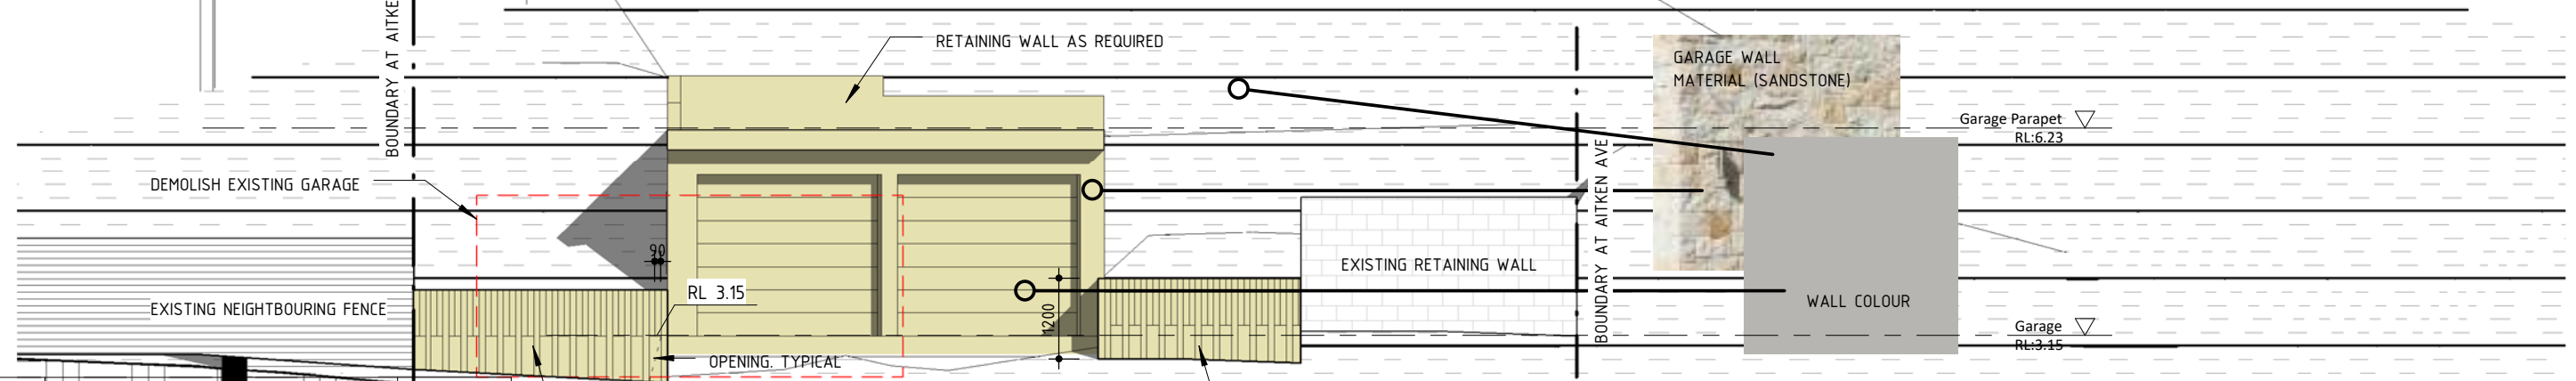 BOUNDARY AT AITKE
RETAINING WALL AS REQUIRED
GARAGE WALL
MATERIAL (SANDSTONE)
Garage Parapet
RL:6.23
DEMOLISH EXISTING GARAGE
BOUNDARY AT AITKEN AVE
90
EXISTING RETAINING WALL
RL 3.15
EXISTING NEIGHTBOURING FENCE
1200
WALL COLOUR
Garage
RL:3.15
OPENING. TYPICAL